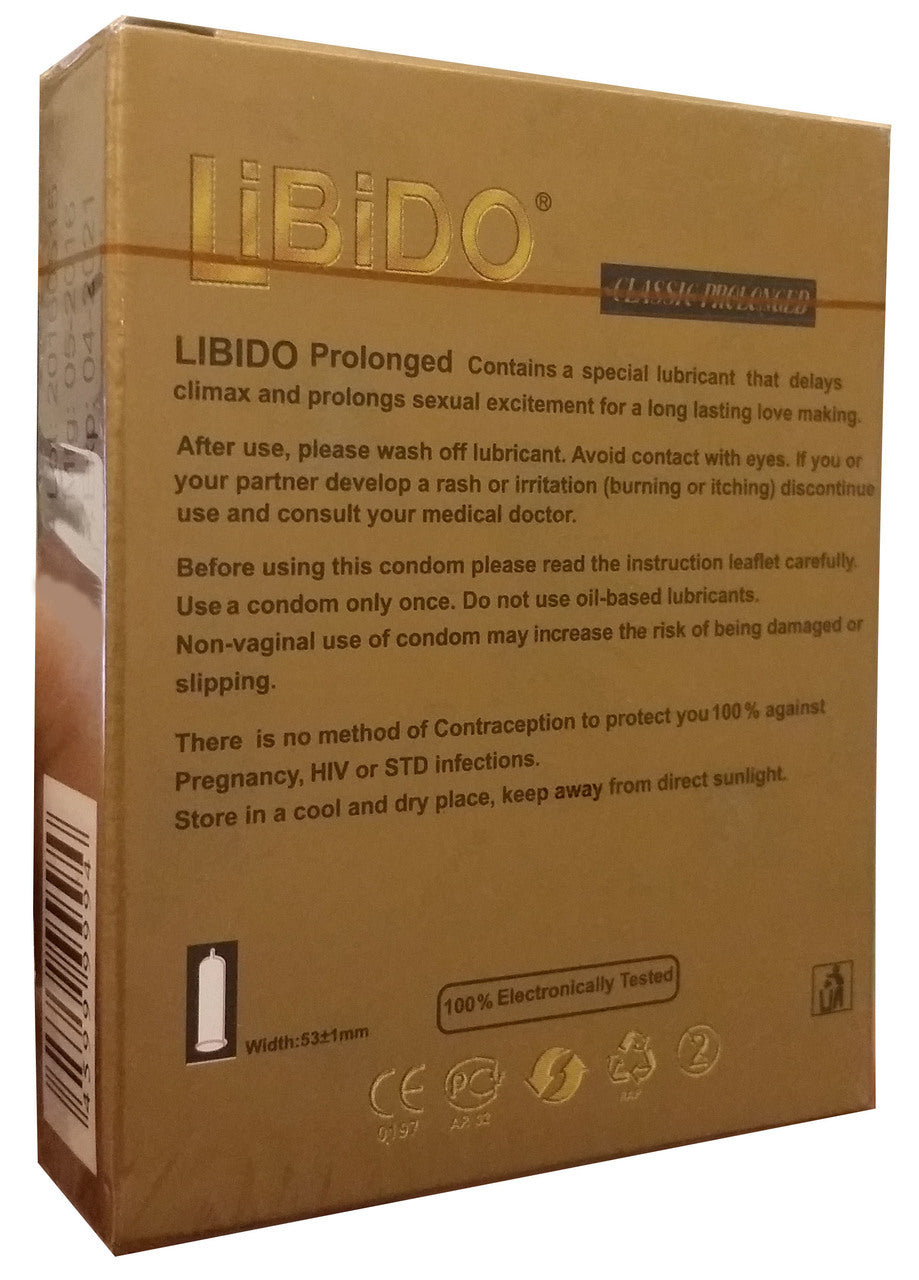 LiBiDO®
CLASSIC PROLONGED
LIBIDO Prolonged Contains a special lubricant that delays
climax and prolongs sexual excitement for a long lasting love making.
After use, please wash off lubricant. Avoid contact with eyes. If you or
your partner develop a rash or irritation (burning or itching) discontinue
use and consult your medical doctor.
Before using this condom please read the instruction leaflet carefully.
Use a condom only once. Do not use oil-based lubricants.
Non-vaginal use of condom may increase the risk of being damaged or
slipping.
There is no method of Contraception to protect you 100% against
Pregnancy, HIV or STD infections.
Store in a cool and dry place, keep away from direct sunlight.
Width:53±1mm
100% Electronically Tested
CE
0197
PC
2
05-2016
04 2021